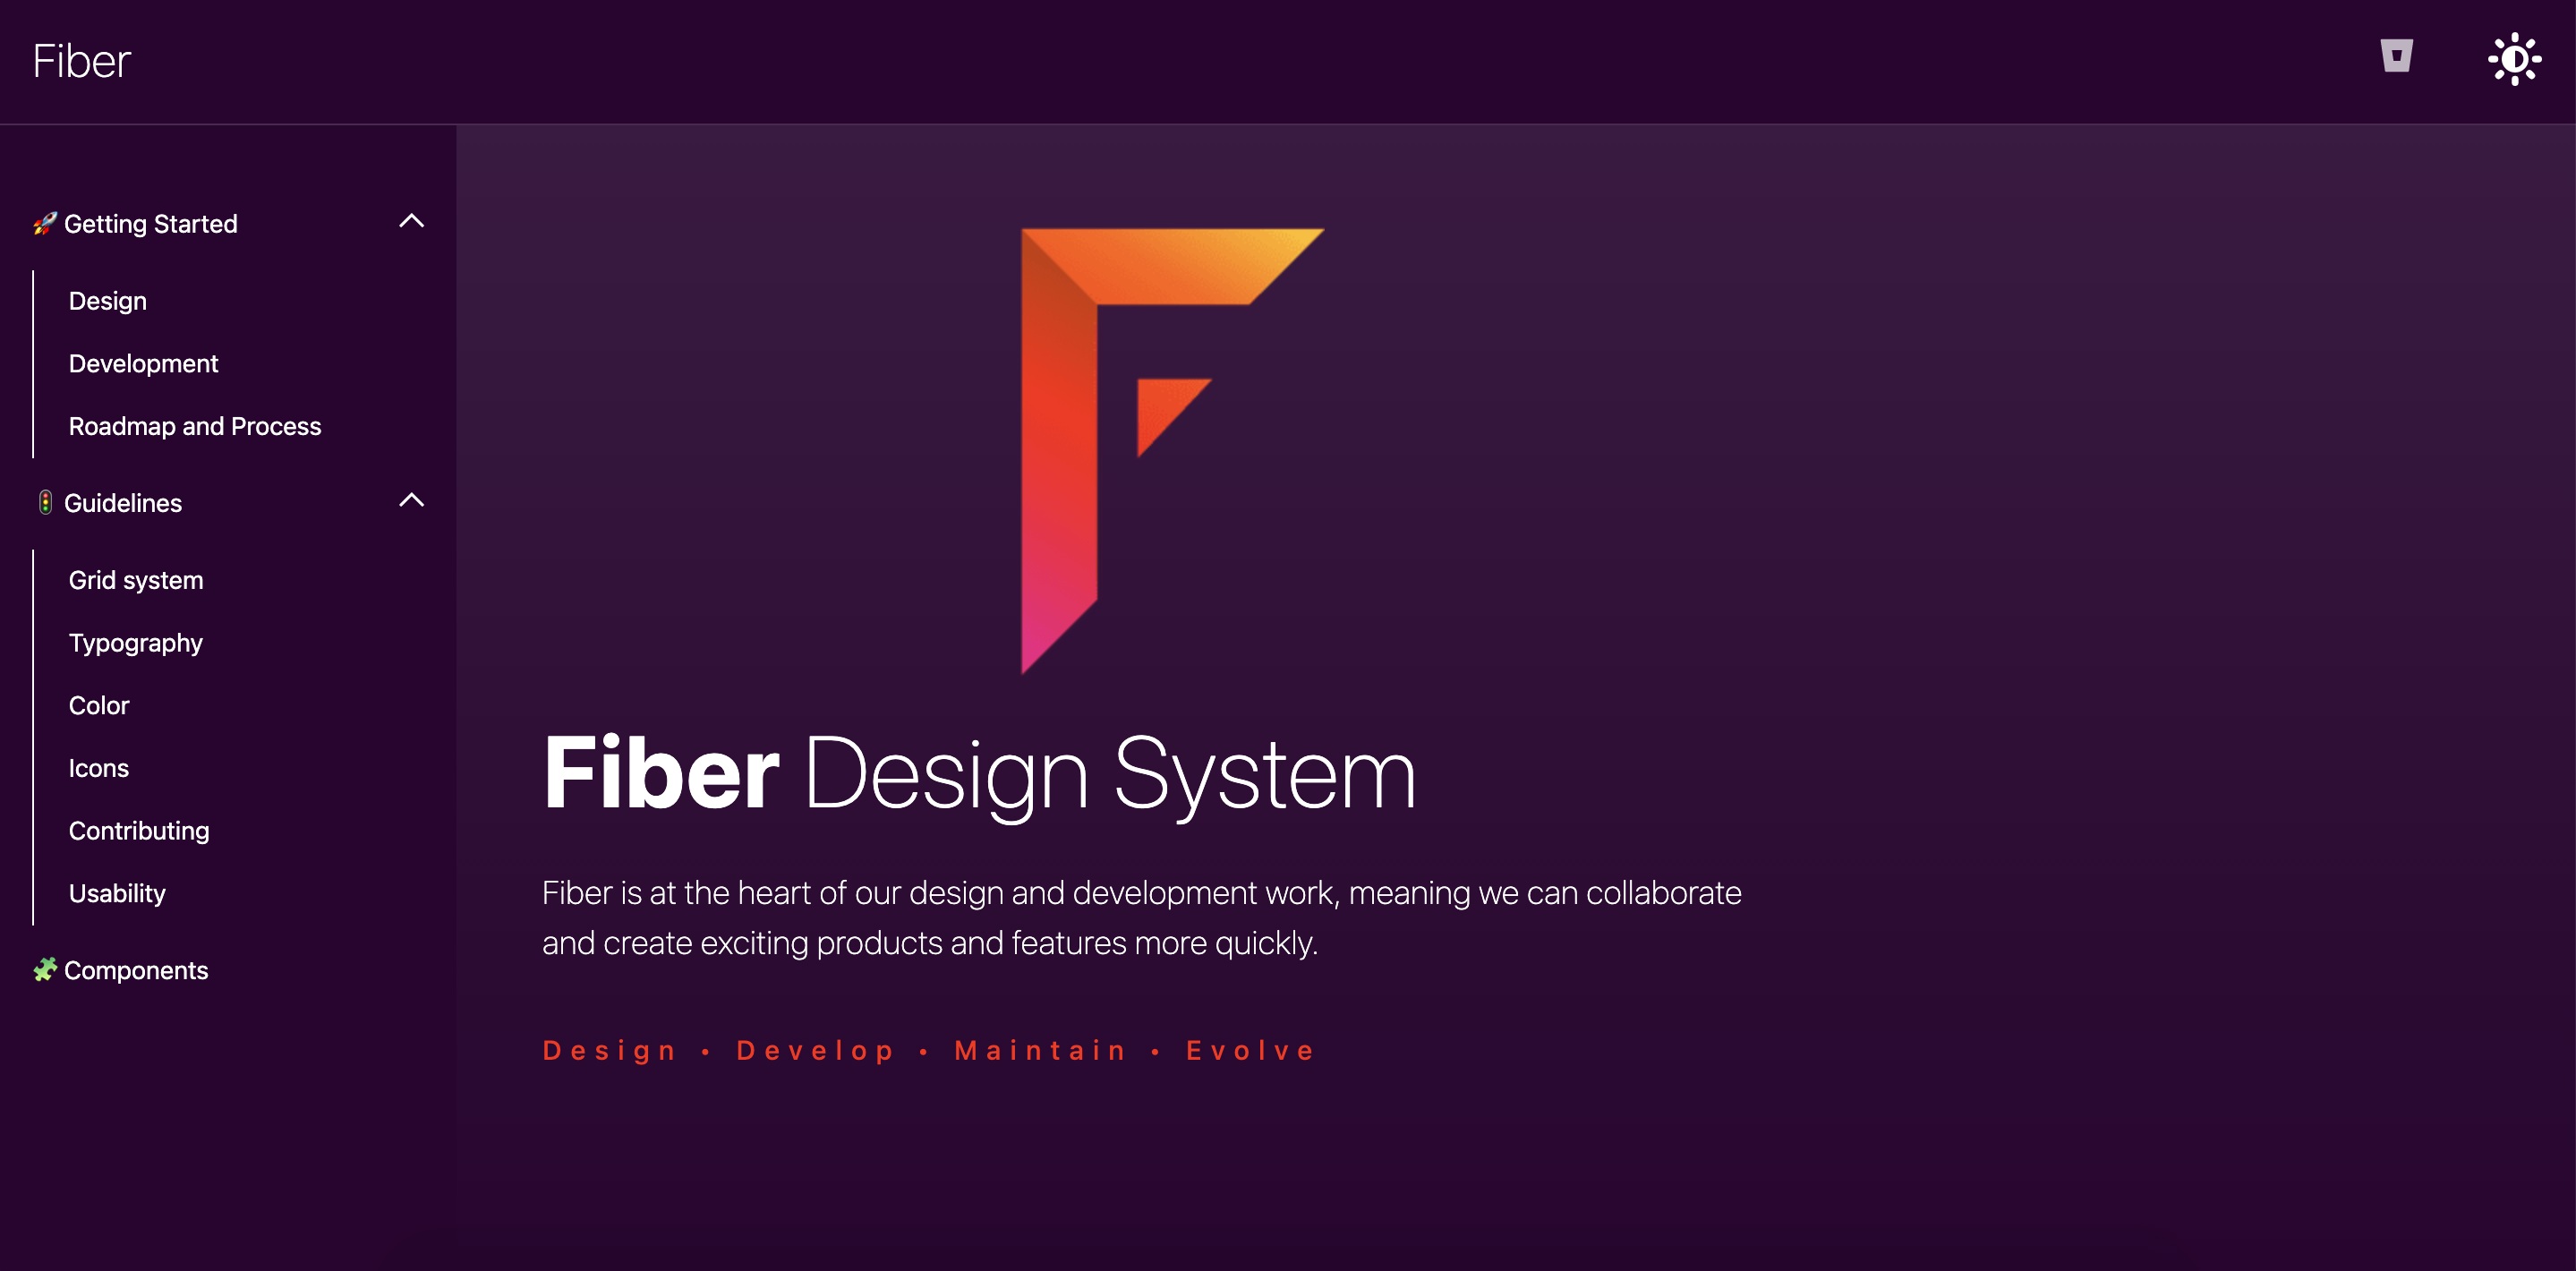 Fiber
🚀 Getting Started
Design
Development
Roadmap and Process
🚦 Guidelines
Grid system
Typography
Color
Icons
Contributing
Usability
🧩 Components
Fiber Design System
Fiber is at the heart of our design and development work, meaning we can collaborate
and create exciting products and features more quickly.
Design • Develop • Maintain • Evolve